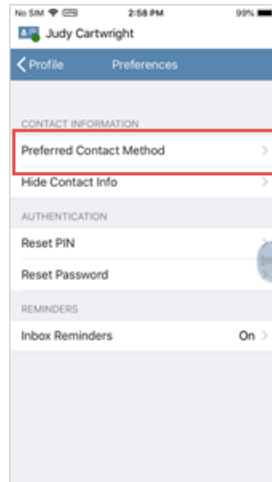 No SIM 2:58 PM 99%
Judy Cartwright
Profile Preferences
CONTACT INFORMATION
Preferred Contact Method
Hide Contact Info
AUTHENTICATION
Reset PIN
Reset Password
REMINDERS
Inbox Reminders On